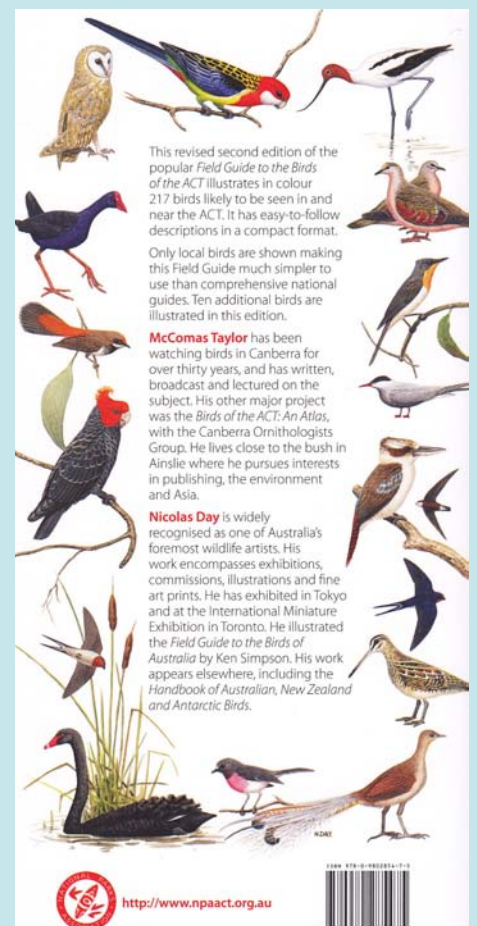 This revised second edition of the
popular Field Guide to the Birds
of the ACT illustrates in colour
217 birds likely to be seen in and
near the ACT. It has easy-to-follow
descriptions in a compact format.
Only local birds are shown making
this Field Guide much simpler to
use than comprehensive national
guides. Ten additional birds are
illustrated in this edition.
McComas Taylor has been
watching birds in Canberra for
over thirty years, and has written,
broadcast and lectured on the
subject. His other major project
was the Birds of the ACT: An Atlas,
with the Canberra Ornithologists
Group. He lives close to the bush in
Ainslie where he pursues interests
in publishing, the environment
and Asia.
Nicolas Day is widely
recognised as one of Australia's
foremost wildlife artists. His
work encompasses exhibitions,
commissions, illustrations and fine
art prints. He has exhibited in Tokyo
and at the International Miniature
Exhibition in Toronto. He illustrated
the Field Guide to the Birds of
Australia by Ken Simpson. His work
appears elsewhere, including the
Handbook of Australian, New Zealand
and Antarctic Birds.
N.DAY
NATIONAL PARKS
http://www.npaact.org.au